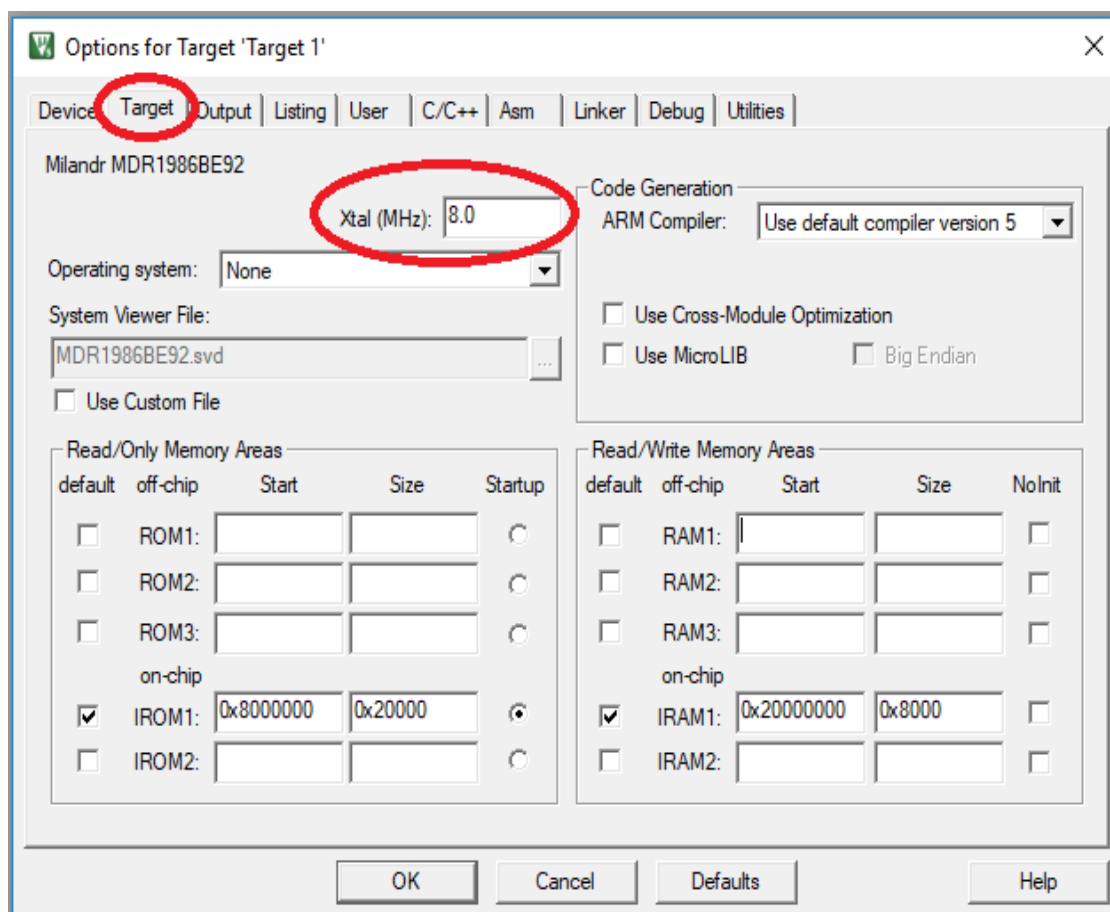 Options for Target 'Target 1'
Device Target Output Listing User C/C++ Asm Linker Debug Utilities
Milandr MDR1986BE92
Xtal (MHz): 8.0
Operating system: None
System Viewer File:
MDR1986BE92.svd ...
Use Custom File
Code Generation
ARM Compiler: Use default compiler version 5
Use Cross-Module Optimization
Use MicroLIB Big Endian
Read/Only Memory Areas
default off-chip Start Size Startup
ROM1:
ROM2:
ROM3:
on-chip
IROM1: 0x8000000 0x20000
IROM2:
Read/Write Memory Areas
default off-chip Start Size NoInit
RAM1:
RAM2:
RAM3:
on-chip
IRAM1: 0x20000000 0x8000
IRAM2:
OK Cancel Defaults Help